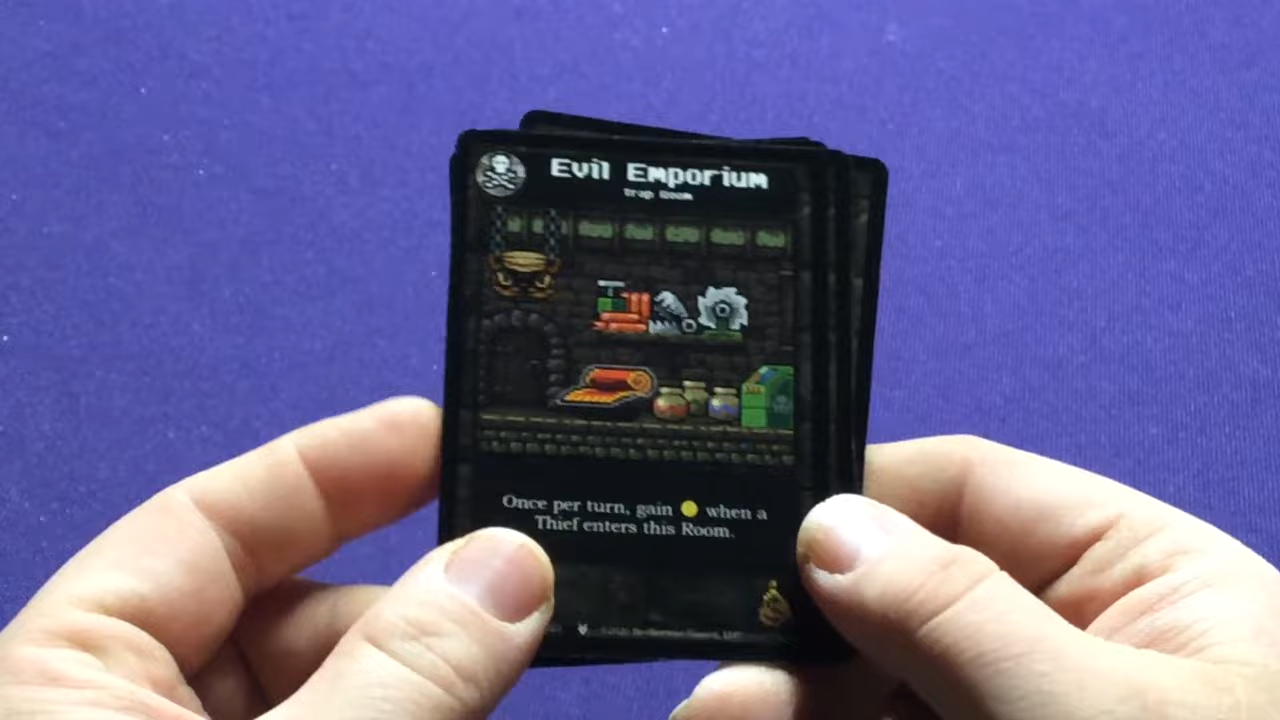 Evil Emporium
Trap Room
Once per turn, gain when a
Thief enters this Room.